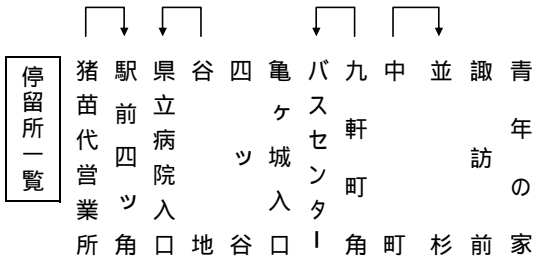 停留所一覧
猪苗代営業所
駅前四ッ角
県立病院入口
谷地
四ッ谷
亀ヶ城入口
バスセンター
九軒町角
中町
並杉
諏訪前
青年の家